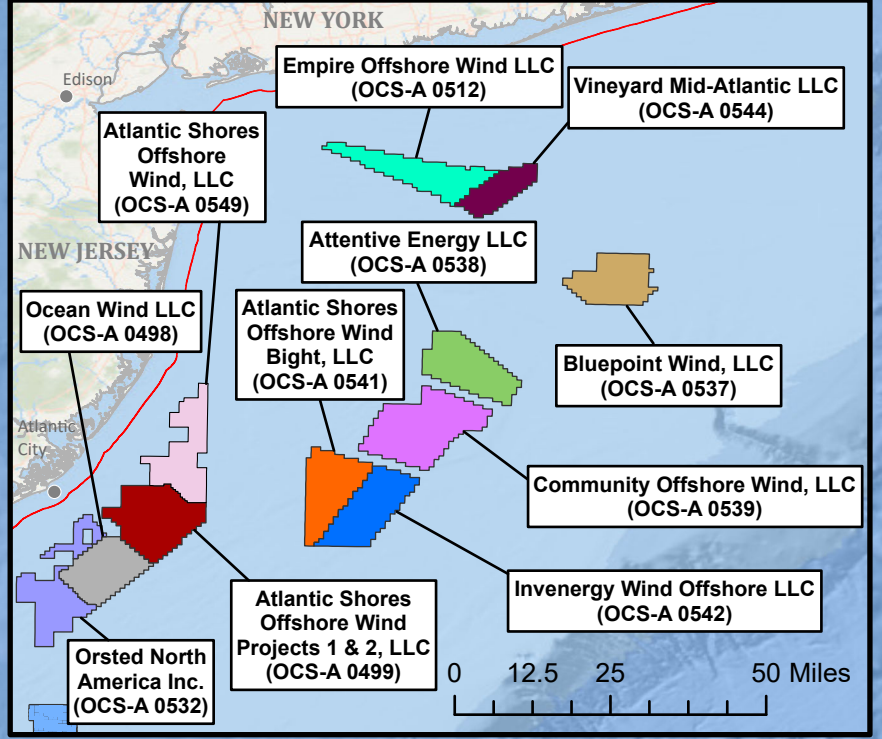 NEW YORK
Empire Offshore Wind LLC
(OCS-A 0512)
Vineyard Mid-Atlantic LLC
(OCS-A 0544)
Edison
Atlantic Shores
Offshore
Wind, LLC
(OCS-A 0549)
NEW JERSEY
Attentive Energy LLC
(OCS-A 0538)
Ocean Wind LLC
(OCS-A 0498)
Atlantic Shores
Offshore Wind
Bight, LLC
(OCS-A 0541)
Bluepoint Wind, LLC
(OCS-A 0537)
Atlantic
City
Community Offshore Wind, LLC
(OCS-A 0539)
Invenergy Wind Offshore LLC
(OCS-A 0542)
Atlantic Shores
Offshore Wind
Projects 1 & 2, LLC
(OCS-A 0499)
Orsted North
America Inc.
(OCS-A 0532)
0 12.5 25 50 Miles